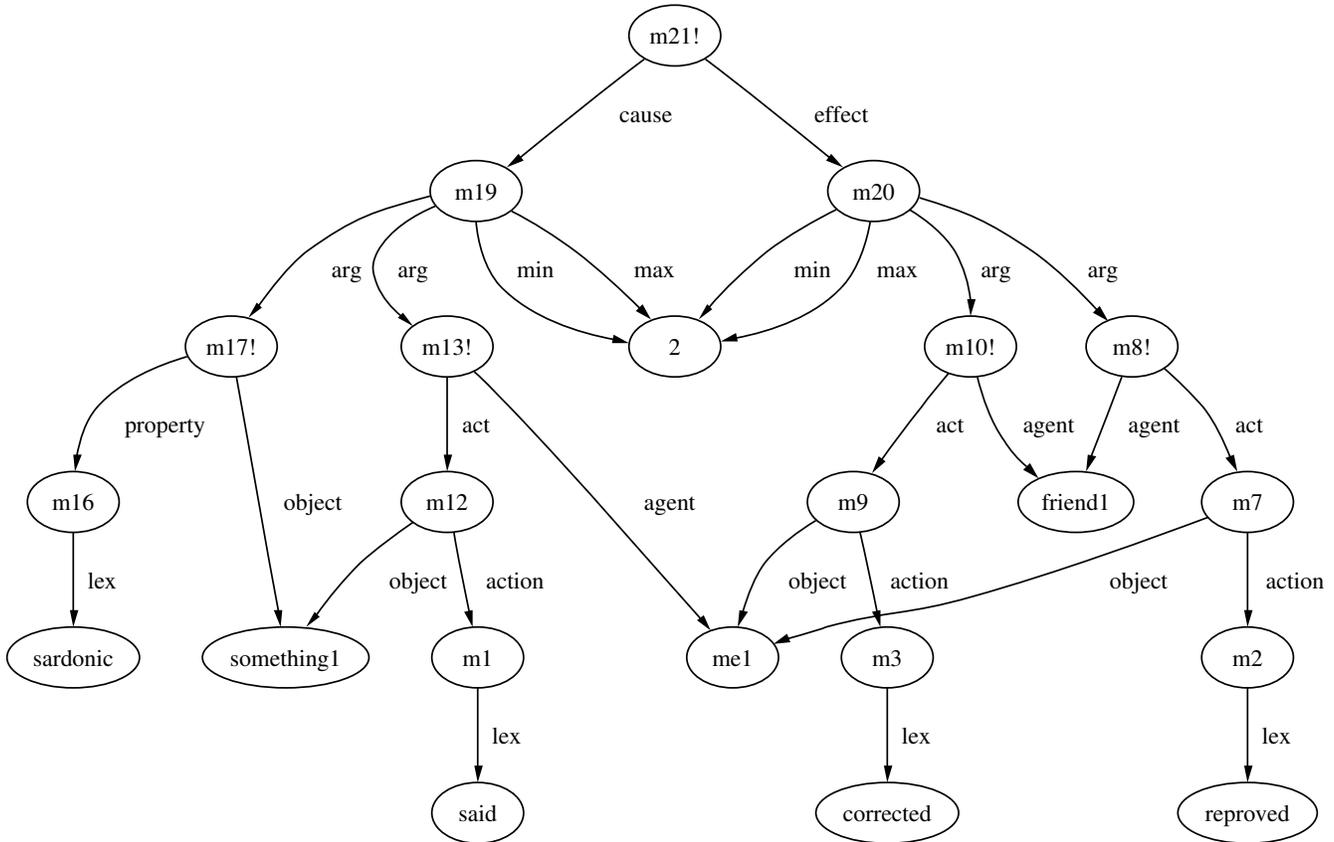 m21!
cause effect
m19 m20
arg arg min max min max arg arg
m17! m13! 2 m10! m8!
property act act agent agent act
m16 object m12 agent m9 friend1 m7
lex object action object action object action
sardonic something1 m1 me1 m3 m2
lex lex lex
said corrected reproved